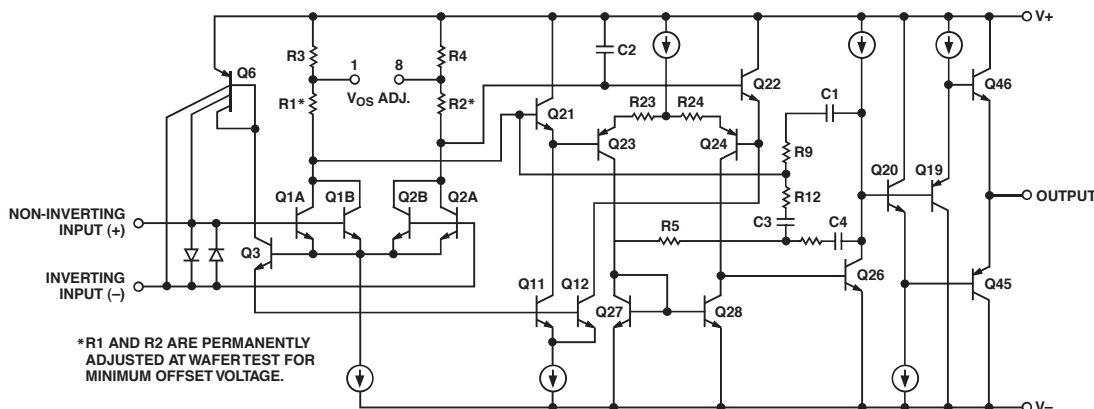 V+
R3
R4
C2
Q6
1
8
Q22
Q46
VOS ADJ.
R1*
R2*
R23
R24
C1
Q21
Q23
Q24
R9
Q20
Q19
Q1A
Q1B
Q2B
Q2A
R12
OUTPUT
NON-INVERTING
INPUT (+)
C3
C4
R5
Q3
Q26
INVERTING
INPUT (–)
Q11
Q12
Q27
Q28
Q45
*R1 AND R2 ARE PERMANENTLY
ADJUSTED AT WAFER TEST FOR
MINIMUM OFFSET VOLTAGE.
V–